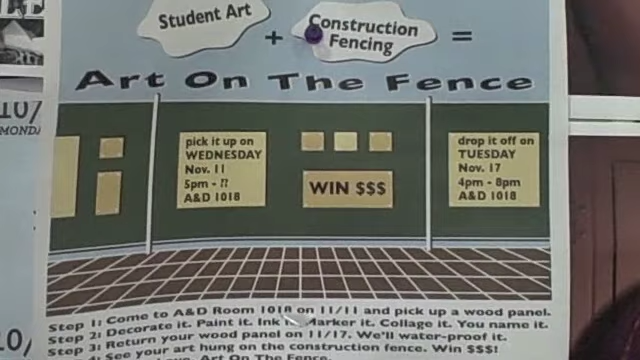 Student Art
+
Construction
Fencing
=
Art On The Fence
10/
MONDA
pick it up on
WEDNESDAY
Nov. 11
5pm - ??
A&D 1018
WIN $$$
drop it off on
TUESDAY
Nov. 17
4pm - 8pm
A&D 1018
Step 1: Come to A&D Room 1018 on 11/11 and pick up a wood panel.
Step 2: Decorate it. Paint it. Ink it. Marker it. Collage it. You name it.
Step 3: Return your wood panel on 11/17. We'll water-proof it.
See your art hung on the construction fence. Win $$$!
Art On The Fence.
10/